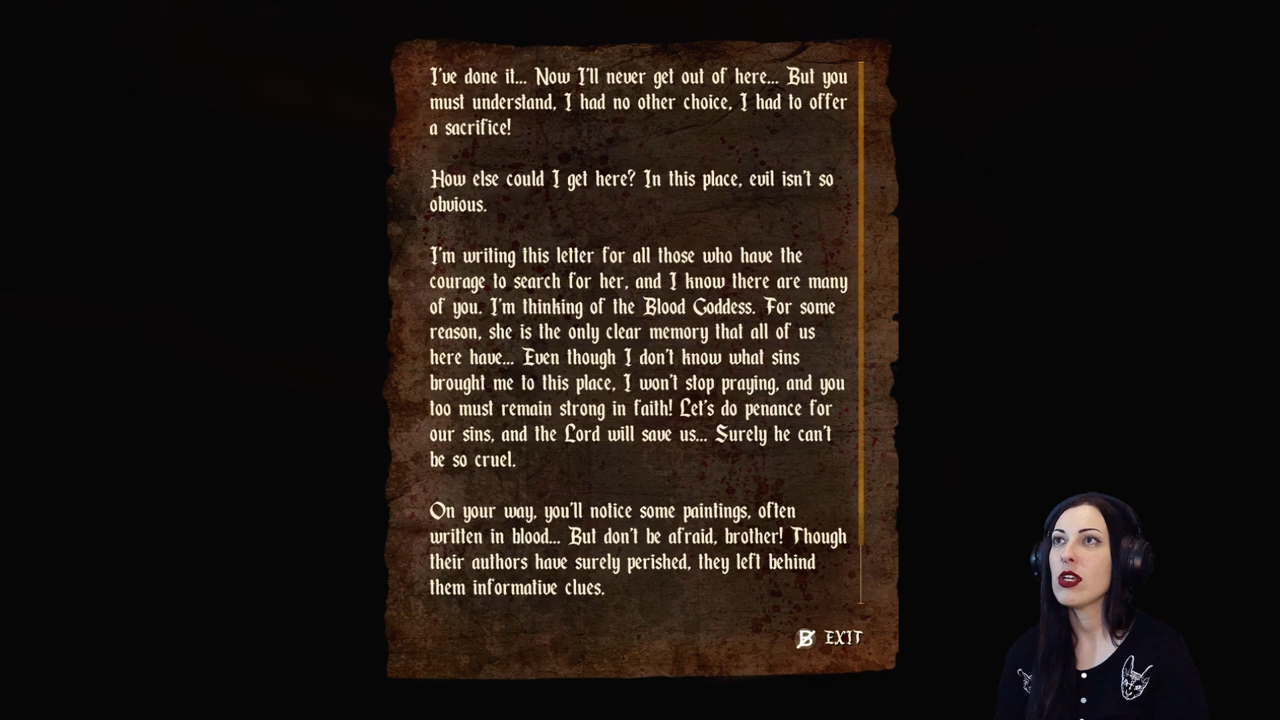 I've done it... Now I'll never get out of here... But you
must understand, I had no other choice, I had to offer
a sacrifice!
How else could I get here? In this place, evil isn't so
obvious.
I'm writing this letter for all those who have the
courage to search for her, and I know there are many
of you. I'm thinking of the Blood Goddess. For some
reason, she is the only clear memory that all of us
here have... Even though I don't know what sins
brought me to this place, I won't stop praying, and you
too must remain strong in faith! Let's do penance for
our sins, and the Lord will save us... Surely he can't
be so cruel.
On your way, you'll notice some paintings, often
written in blood... But don't be afraid, brother! Though
their authors have surely perished, they left behind
them informative clues.
B EXIT